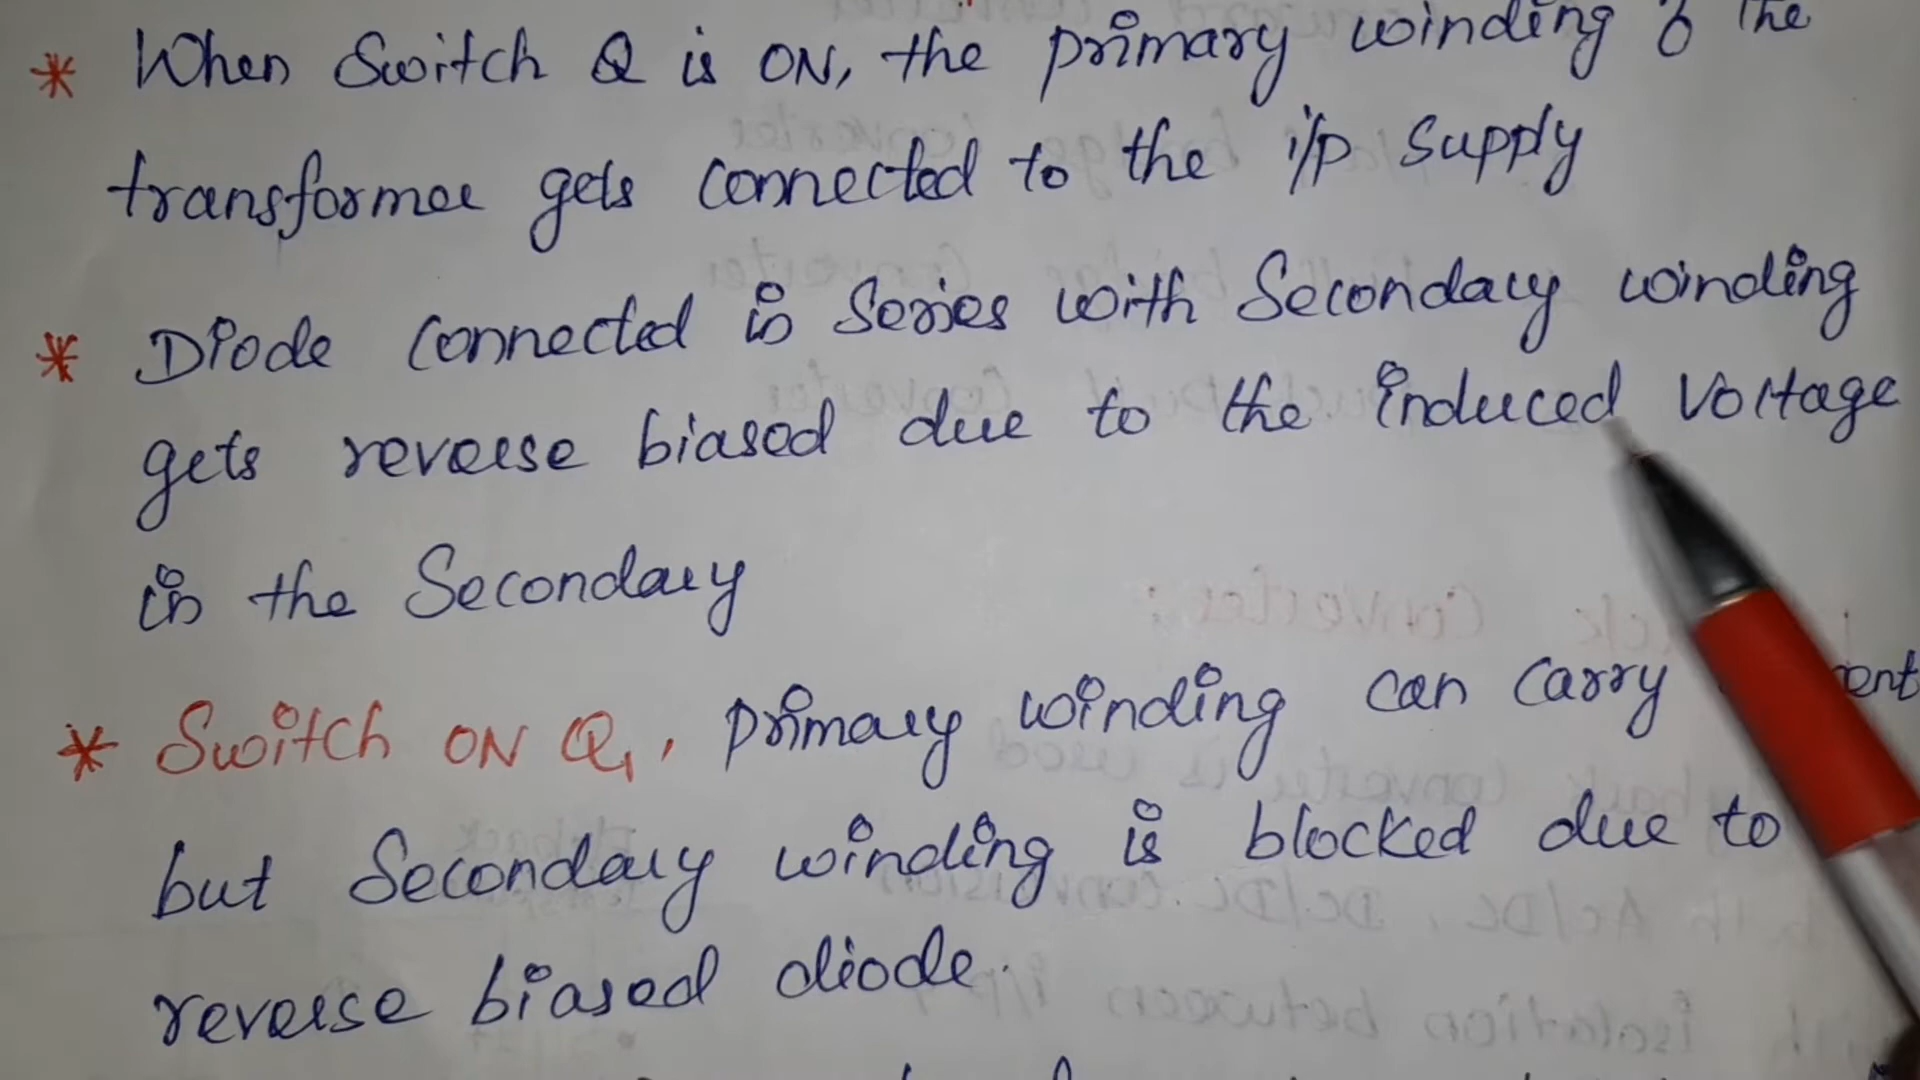 * When Switch Q is ON, the primary winding of the
transformer gets connected to the i/p supply
* Diode connected in Series with Secondary winding
gets reverse biased due to the induced voltage
in the Secondary
* Switch ON Q1, primary winding can carry
but Secondary winding is blocked due to
reverse biased diode.